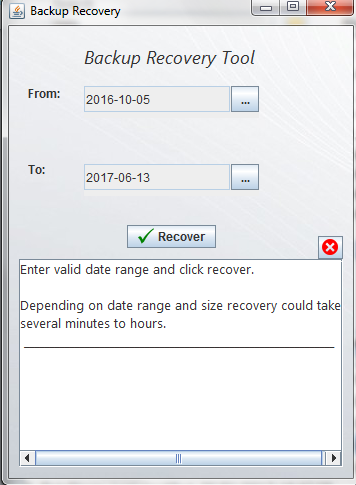 Backup Recovery
Backup Recovery Tool
From:
2016-10-05
...
To:
2017-06-13
...
Recover
Enter valid date range and click recover.
Depending on date range and size recovery could take
several minutes to hours.